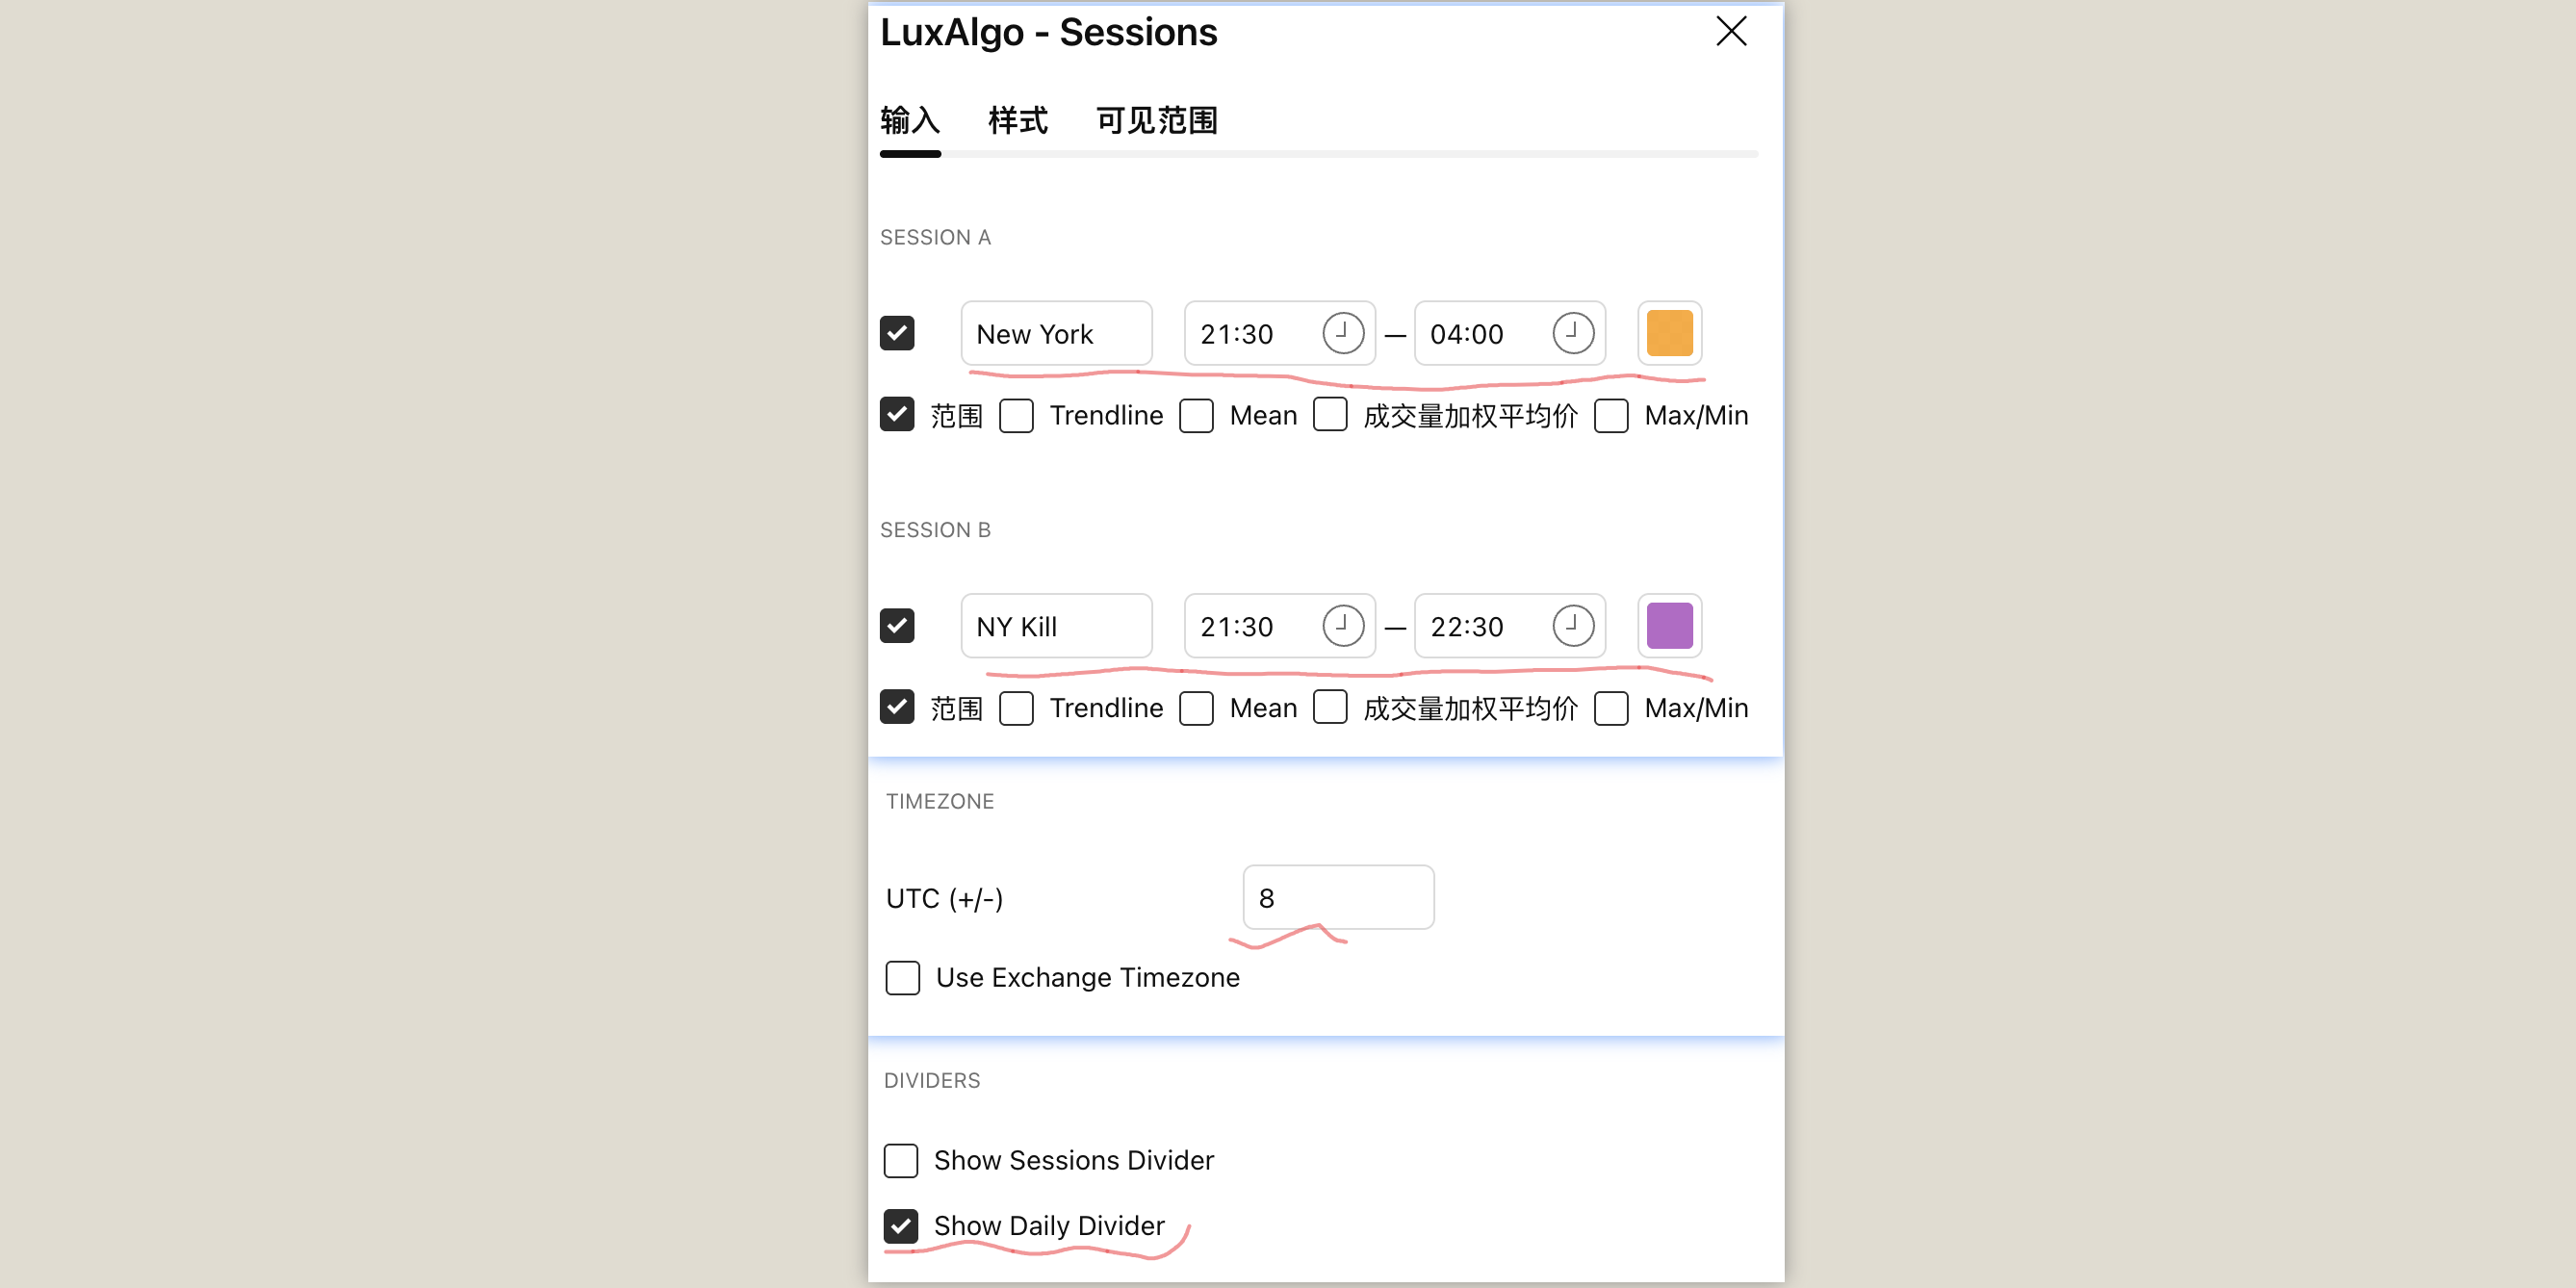 LuxAlgo - Sessions
输入 样式 可见范围
SESSION A
New York 21:30 — 04:00
范围 Trendline Mean 成交量加权平均价 Max/Min
SESSION B
NY Kill 21:30 — 22:30
范围 Trendline Mean 成交量加权平均价 Max/Min
TIMEZONE
UTC (+/-) 8
Use Exchange Timezone
DIVIDERS
Show Sessions Divider
Show Daily Divider